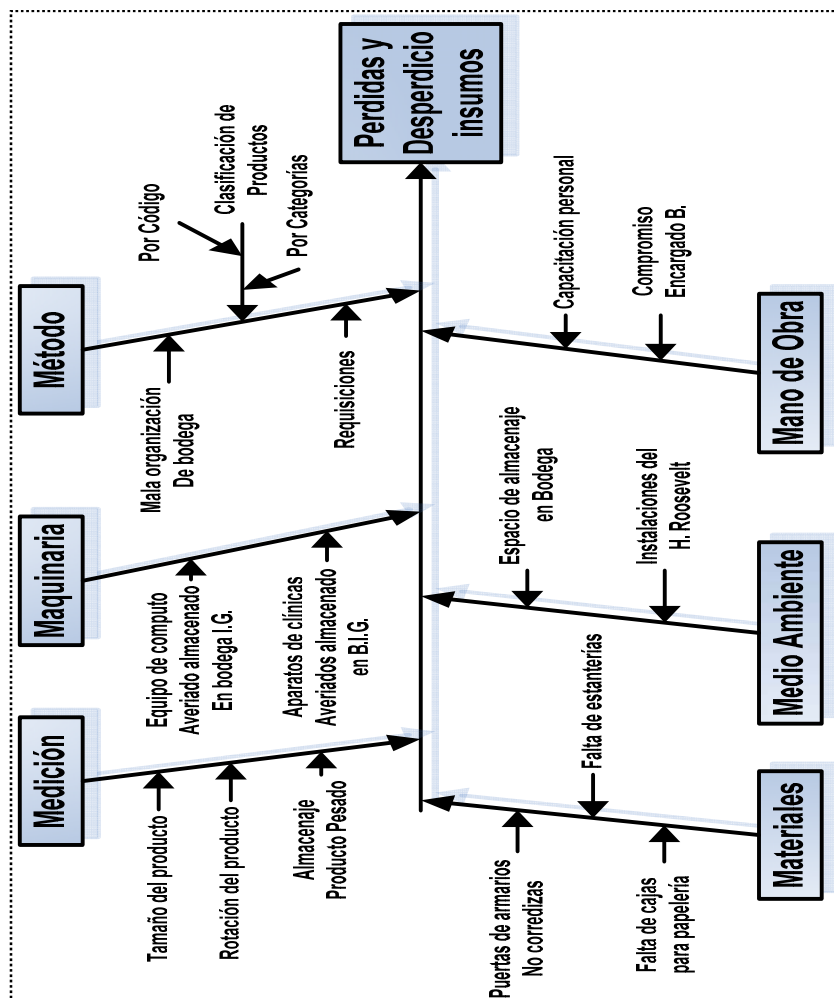 Medición
Maquinaria
Método
Tamaño del producto
Rotación del producto
Almacenaje
Producto Pesado
Equipo de computo
Averiado almacenado
En bodega I.G.
Aparatos de clínicas
Averiados almacenado
en B.I.G.
Mala organización
De bodega
Por Código
Clasificación de
Productos
Por Categorías
Requisiciones
Perdidas y
Desperdicio
insumos
Puertas de armarios
No corredizas
Falta de estanterías
Falta de cajas
para papelería
Espacio de almacenaje
en Bodega
Instalaciones del
H. Roosevelt
Capacitación personal
Compromiso
Encargado B.
Materiales
Medio Ambiente
Mano de Obra